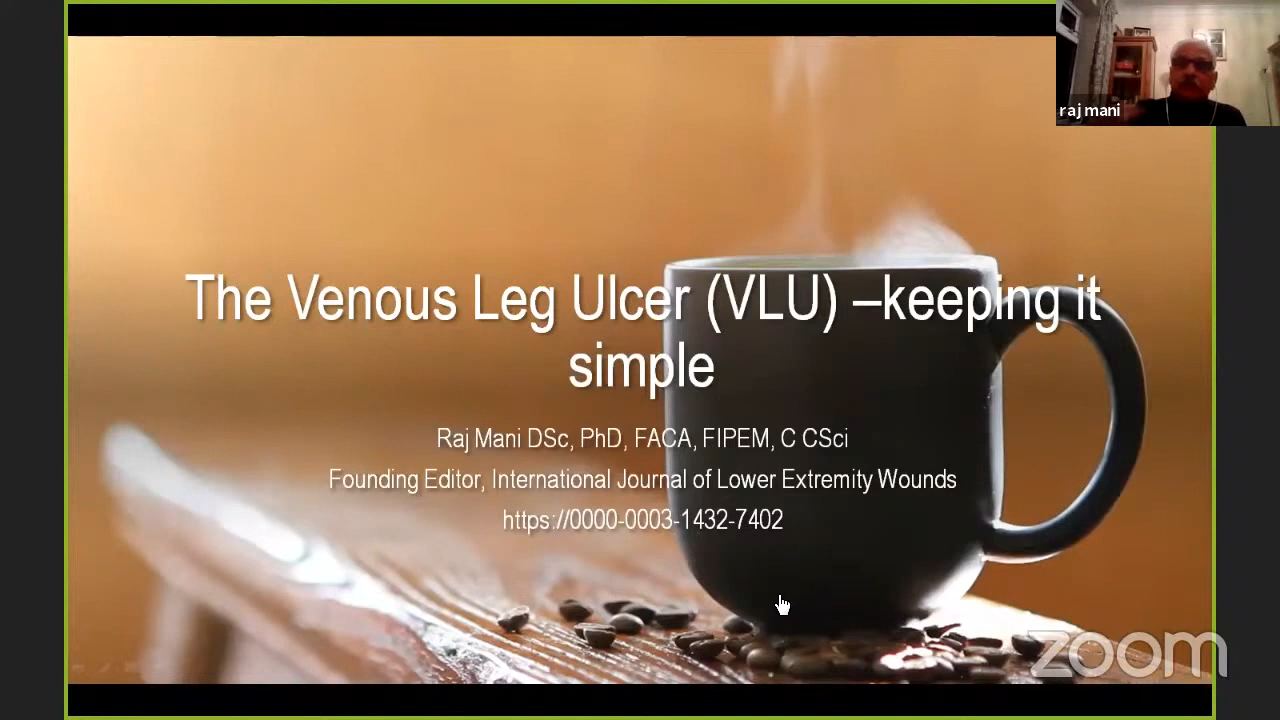 raj mani
The Venous Leg Ulcer (VLU) –keeping it
simple
Raj Mani DSc, PhD, FACA, FIPEM, C CSci
Founding Editor, International Journal of Lower Extremity Wounds
https://0000-0003-1432-7402
zoom